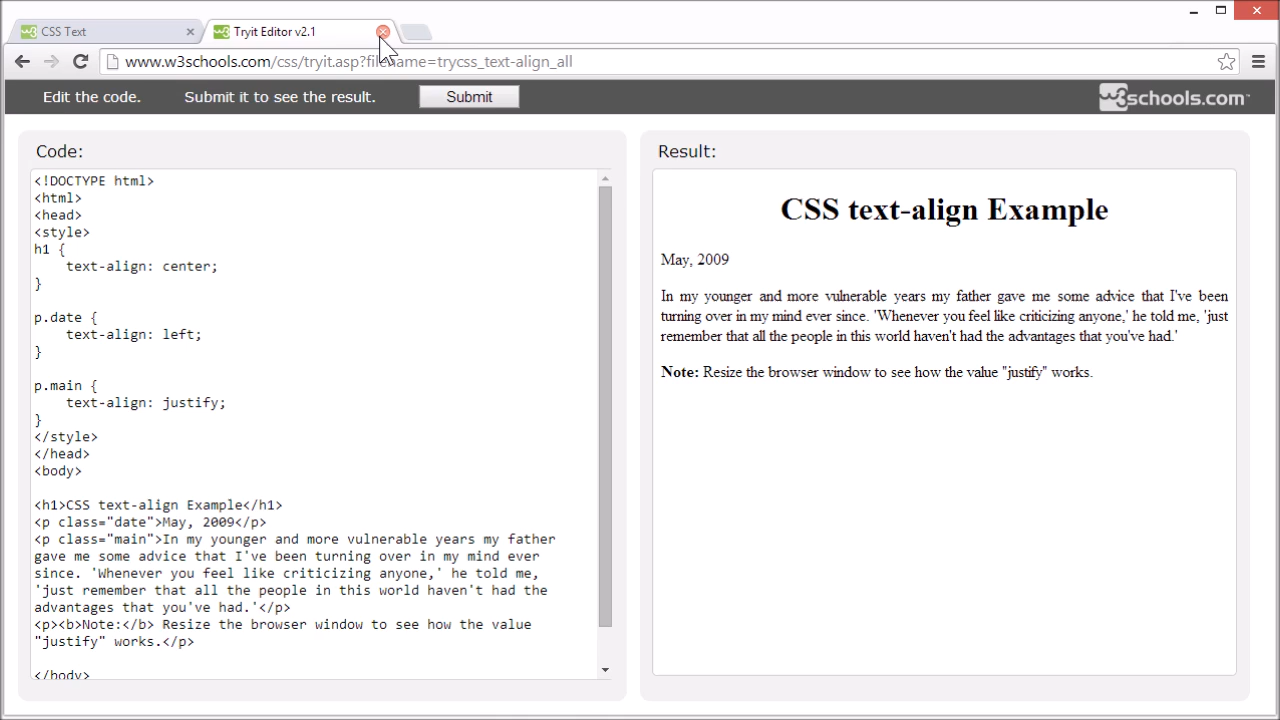 CSS Text
Tryit Editor v2.1
www.w3schools.com/css/tryit.asp?filename=trycss_text-align_all
Edit the code. Submit it to see the result. Submit
w3schools.com
Code:
<!DOCTYPE html>
<html>
<head>
<style>
h1 {
    text-align: center;
}
p.date {
    text-align: left;
}
p.main {
    text-align: justify;
}
</style>
</head>
<body>
<h1>CSS text-align Example</h1>
<p class="date">May, 2009</p>
<p class="main">In my younger and more vulnerable years my father
gave me some advice that I've been turning over in my mind ever
since. 'Whenever you feel like criticizing anyone,' he told me,
'just remember that all the people in this world haven't had the
advantages that you've had.'</p>
<p><b>Note:</b> Resize the browser window to see how the value
"justify" works.</p>
</body>
Result:
CSS text-align Example
May, 2009
In my younger and more vulnerable years my father gave me some advice that I've been
turning over in my mind ever since. 'Whenever you feel like criticizing anyone,' he told me, 'just
remember that all the people in this world haven't had the advantages that you've had.'
Note: Resize the browser window to see how the value "justify" works.